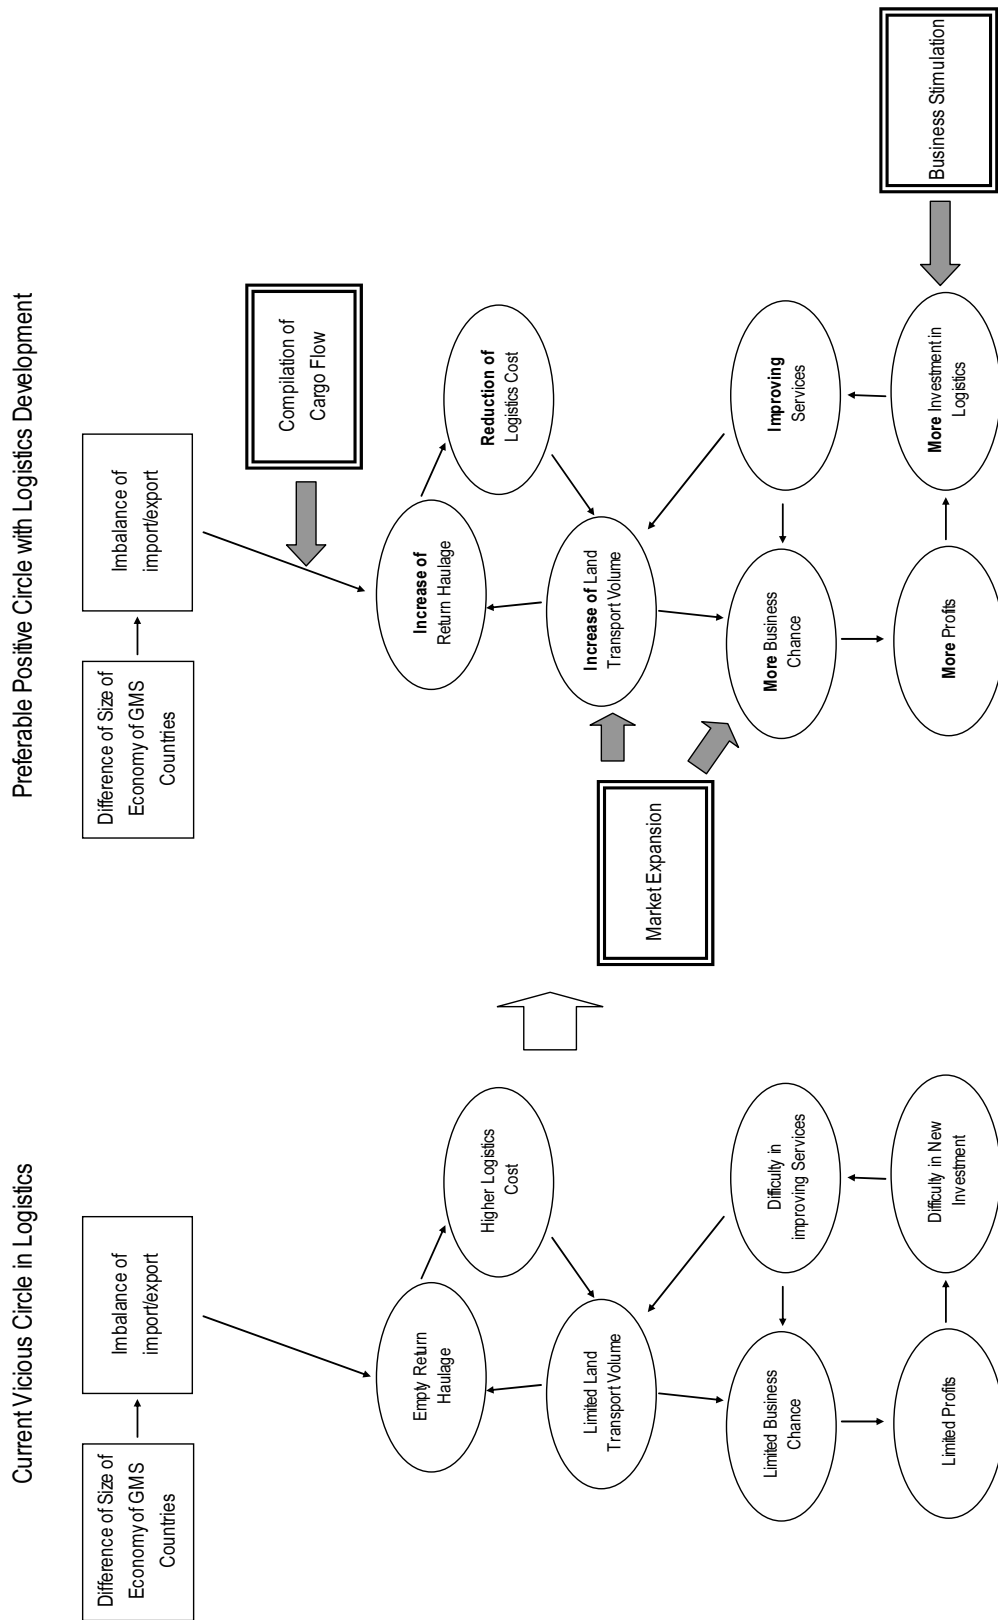 Current Vicious Circle in Logistics
Difference of Size of
Economy of GMS
Countries
Imbalance of
import/export
Empty Return
Haulage
Higher Logistics
Cost
Limited Land
Transport Volume
Limited Business
Chance
Difficulty in
improving Services
Limited Profits
Difficulty in New
Investment
Preferable Positive Circle with Logistics Development
Difference of Size of
Economy of GMS
Countries
Imbalance of
import/export
Compilation of
Cargo Flow
Increase of
Return Haulage
Reduction of
Logistics Cost
Increase of Land
Transport Volume
Market Expansion
More Business
Chance
Improving
Services
More Profits
More Investment in
Logistics
Business Stimulation